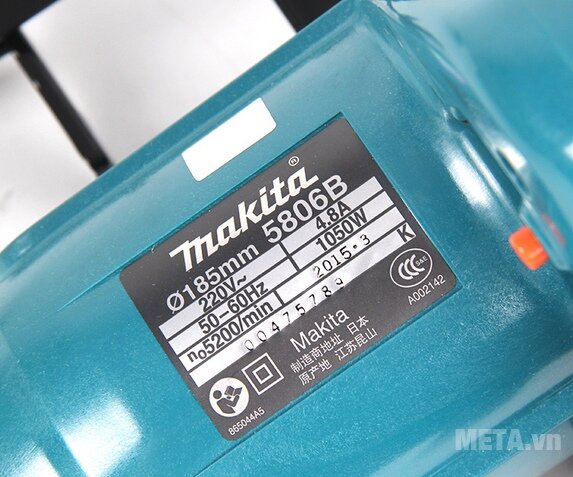 makita®
Ø185mm 5806B
220V~ 4.8A
50–60Hz 1050W
n₀5200/min 2015·3 K
00475789
CCC S&E
A002142
Makita
制造商地址 日本
原产地 江苏昆山
865044A5
META.vn